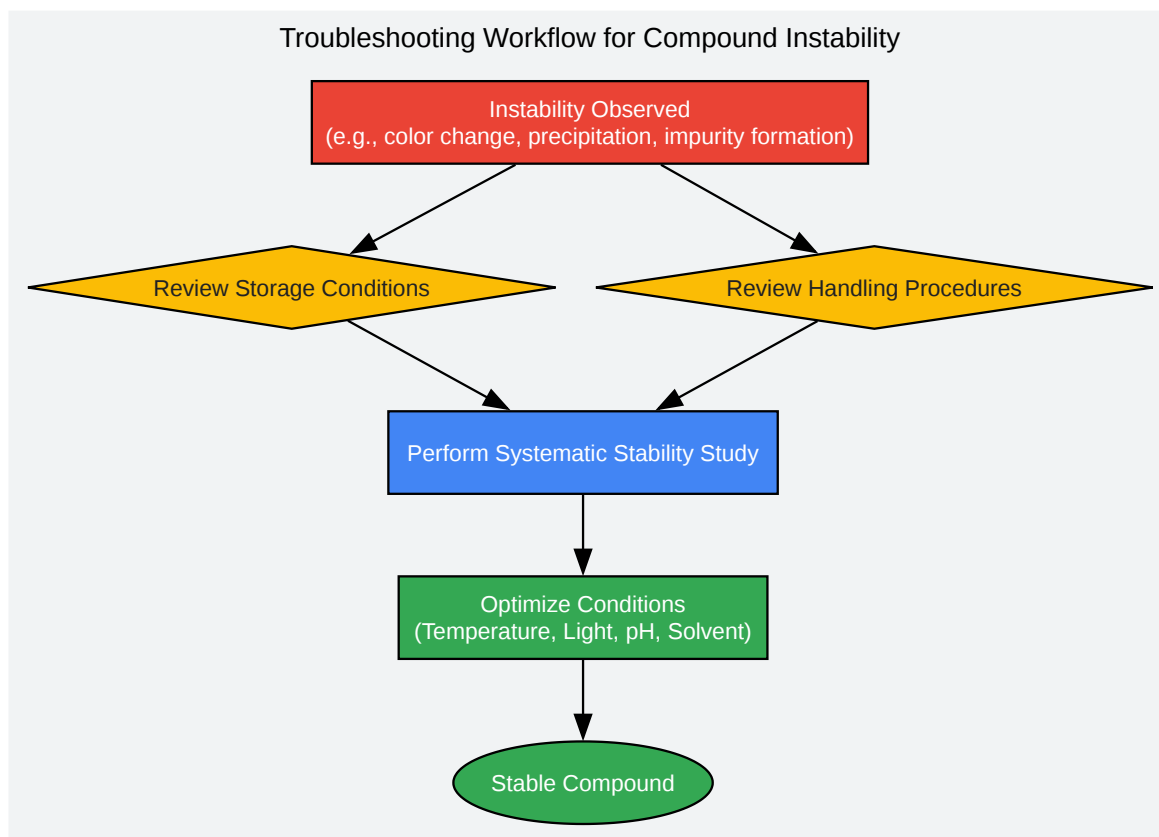 Troubleshooting Workflow for Compound Instability
Instability Observed
(e.g., color change, precipitation, impurity formation)
Review Storage Conditions
Review Handling Procedures
Perform Systematic Stability Study
Optimize Conditions
(Temperature, Light, pH, Solvent)
Stable Compound